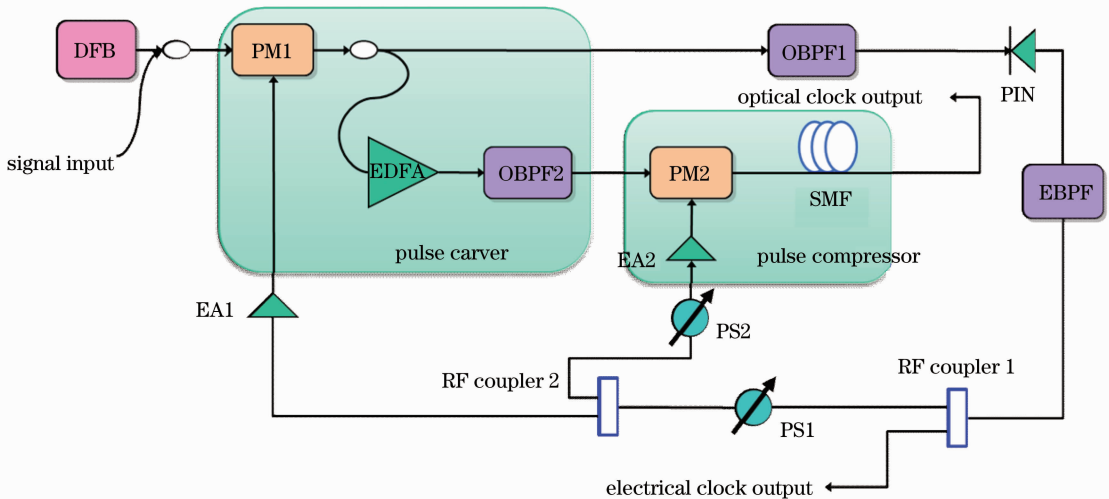 DFB
PM1
OBPF1
PIN
optical clock output
signal input
EDFA
OBPF2
PM2
SMF
EBPF
pulse carver
EA2
pulse compressor
EA1
PS2
RF coupler 2
RF coupler 1
PS1
electrical clock output